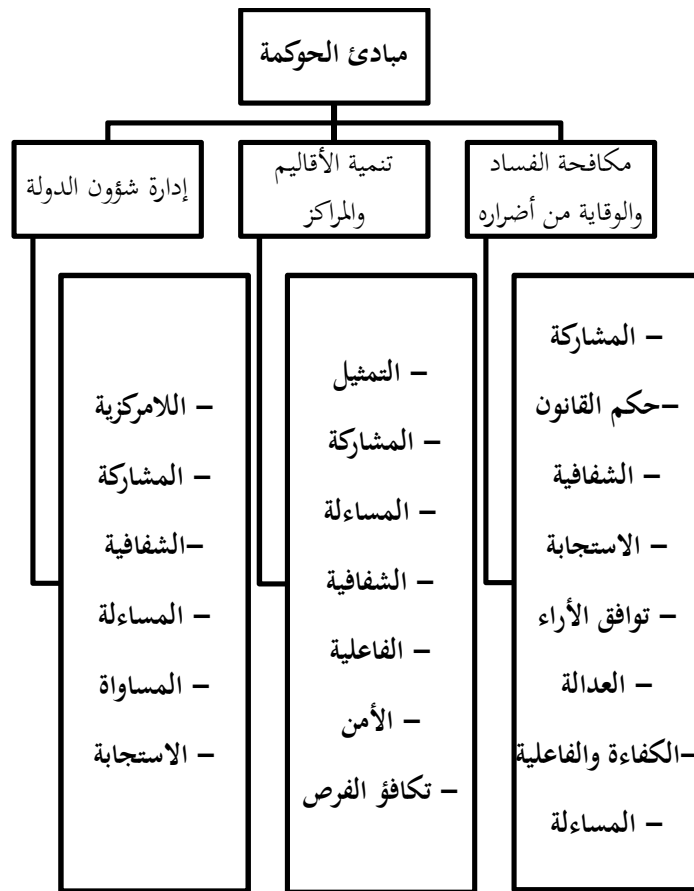 مبادئ الحوكمة
مكافحة الفساد
والوقاية من أضراره
– المشاركة
–حكم القانون
– الشفافية
– الاستجابة
– توافق الأراء
– العدالة
–الكفاءة والفاعلية
– المساءلة
تنمية الأقاليم
والمراكز
– التمثيل
– المشاركة
– المساءلة
– الشفافية
– الفاعلية
– الأمن
– تكافؤ الفرص
إدارة شؤون الدولة
– اللامركزية
– المشاركة
–الشفافية
– المساءلة
– المساواة
– الاستجابة